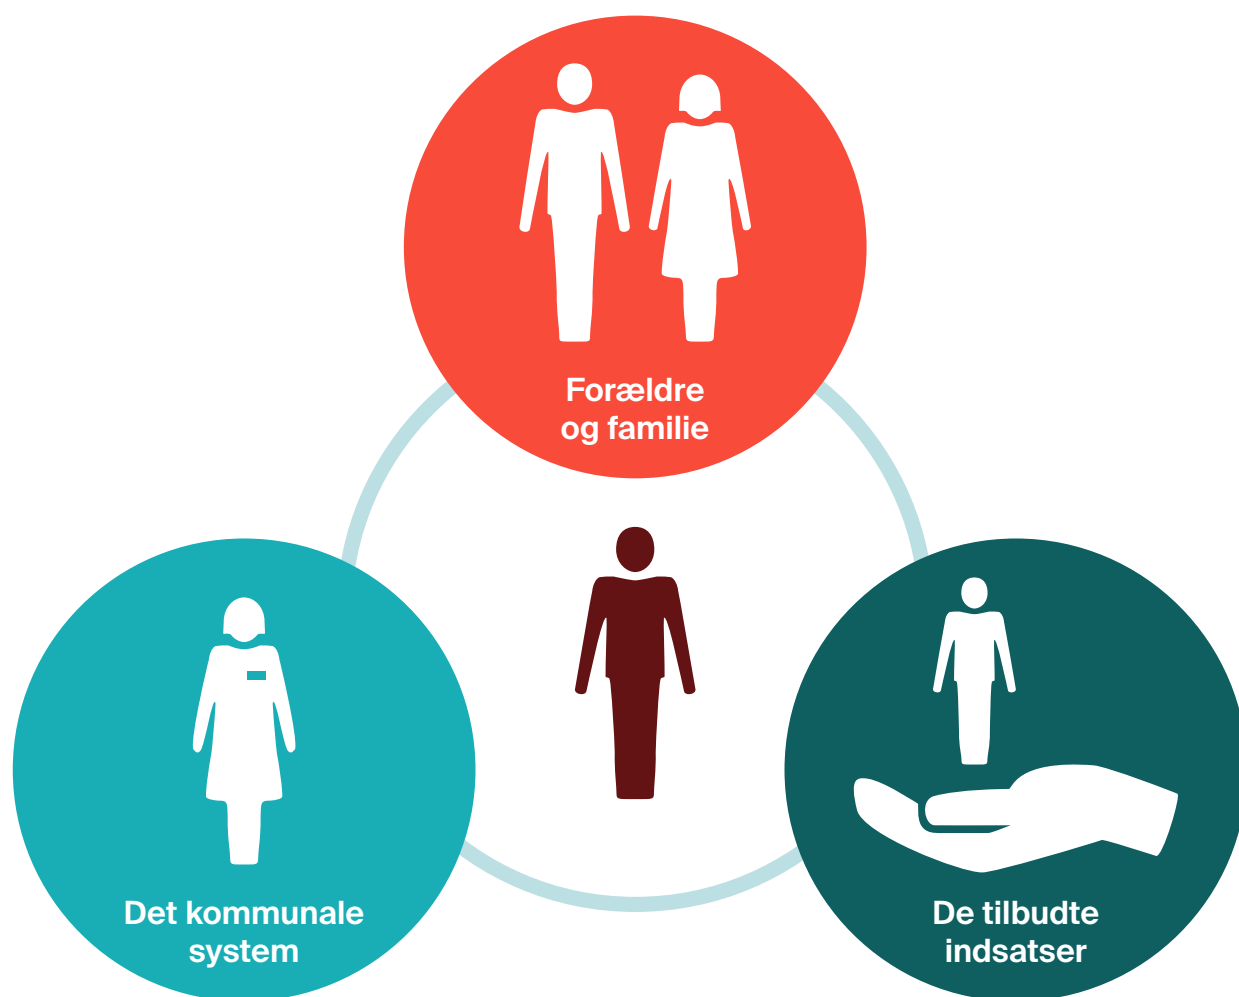 Forældre
og familie
Det kommunale
system
De tilbudte
indsatser